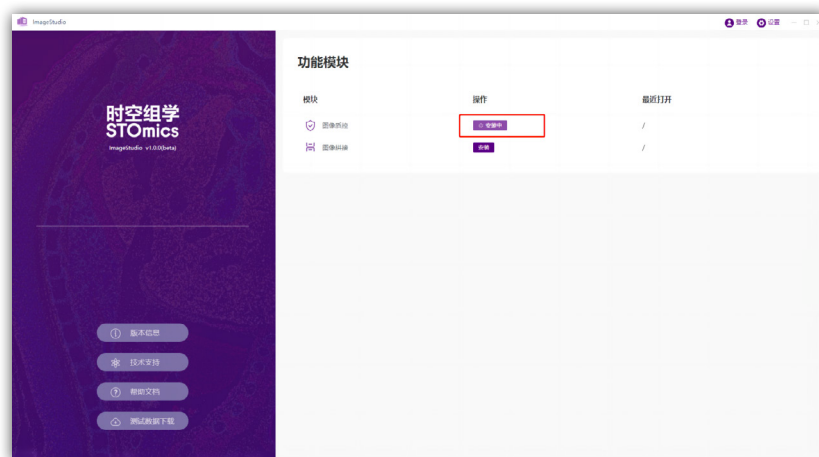 ImageStudio
登录 设置
时空组学
STOmics
ImageStudio v1.0.0(beta)
版本信息
技术支持
帮助文档
测试数据下载
功能模块
模块 操作 最近打开
图像质控 安装中 /
图像拼接 安装 /